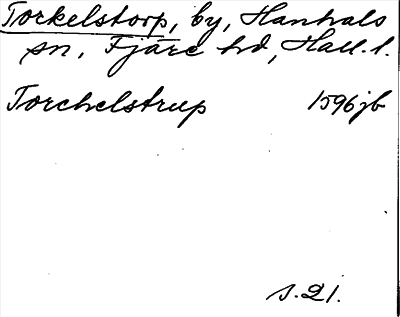 Torkelstorp, by, Hanhals
sn, Fjäre hd, Hall. l.
Torchelstrup 1596 jb
s. 21.